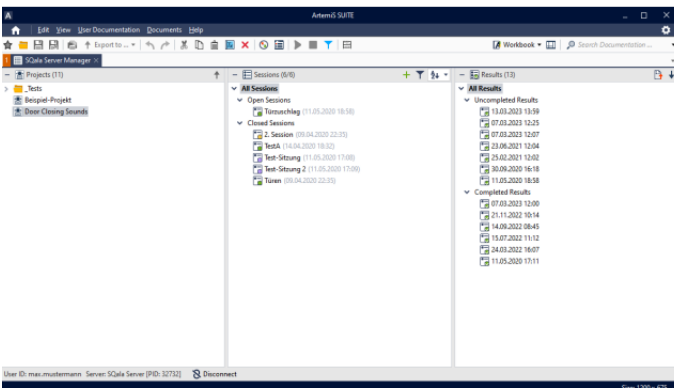 ArtemiS SUITE
Edit View User Documentation Documents Help
Export to ... Workbook Search Documentation ...
SQala Server Manager
Projects (11)
_Tests
Beispiel-Projekt
Door Closing Sounds
Sessions (6/6)
All Sessions
Open Sessions
Türzuschlag (11.05.2020 18:58)
Closed Sessions
2. Session (09.04.2020 22:35)
TestA (14.04.2020 18:32)
Test-Sitzung (11.05.2020 17:08)
Test-Sitzung 2 (11.05.2020 17:09)
Türen (09.04.2020 22:35)
Results (13)
All Results
Uncompleted Results
13.03.2023 13:59
07.03.2023 12:25
07.03.2023 12:07
23.06.2021 12:04
25.02.2021 12:02
30.09.2020 16:18
11.05.2020 18:58
Completed Results
07.03.2023 12:00
21.11.2022 10:14
14.09.2022 08:45
15.07.2022 11:12
24.03.2022 16:07
11.05.2020 17:11
User ID: max.mustermann Server: SQala Server [PID: 32732] Disconnect